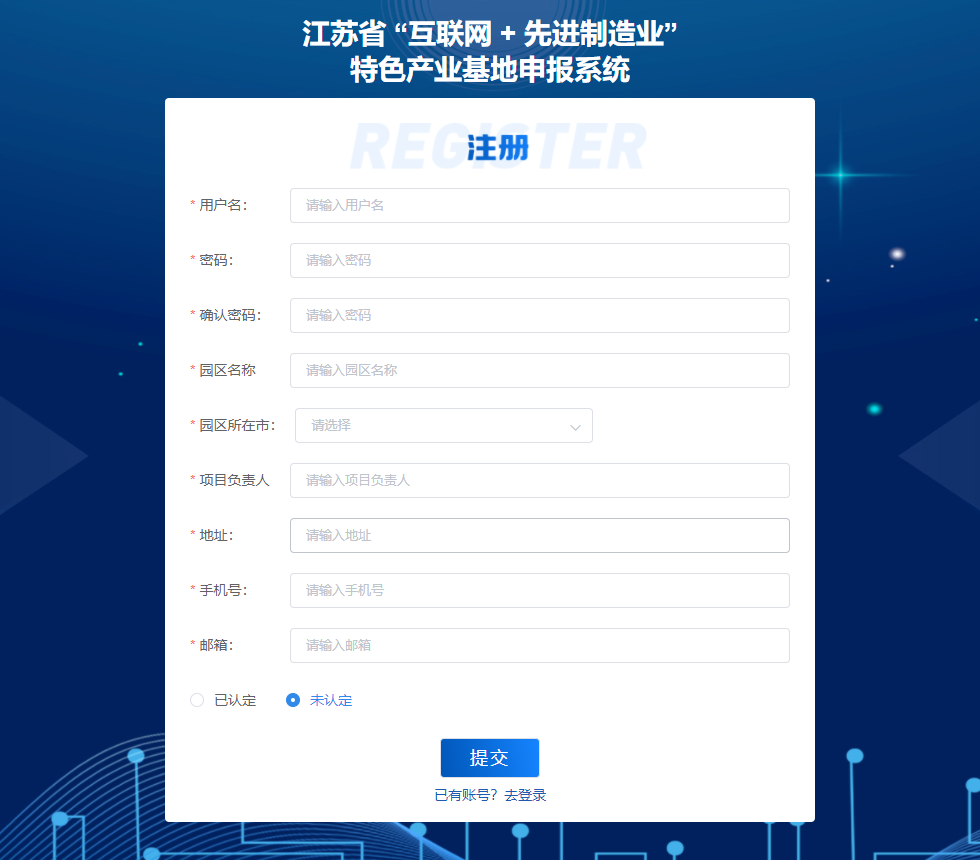 江苏省 “互联网 + 先进制造业”
特色产业基地申报系统
REGISTER
注册
* 用户名： 请输入用户名
* 密码： 请输入密码
* 确认密码： 请输入密码
* 园区名称 请输入园区名称
* 园区所在市： 请选择
* 项目负责人 请输入项目负责人
* 地址： 请输入地址
* 手机号： 请输入手机号
* 邮箱： 请输入邮箱
已认定 未认定
提交
已有账号？去登录